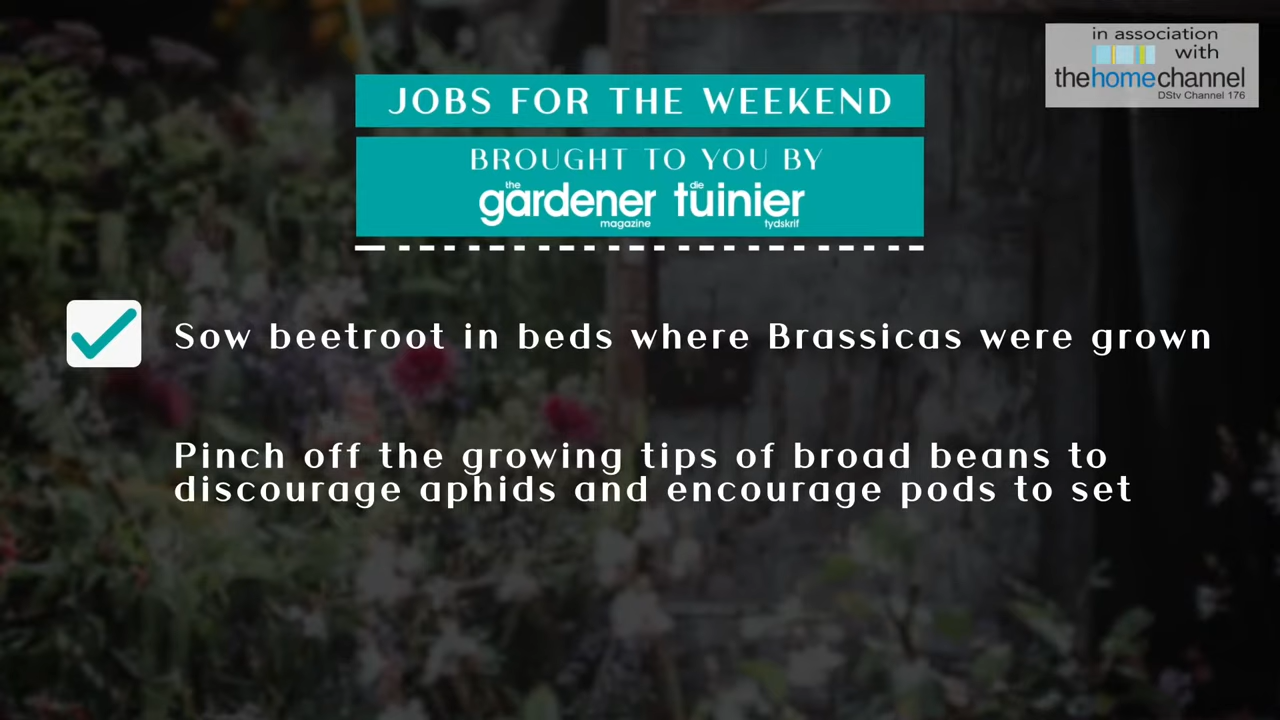 in association
with
thehomechannel
DStv Channel 176
JOBS FOR THE WEEKEND
BROUGHT TO YOU BY
the gardener magazine die tuinier tydskrif
Sow beetroot in beds where Brassicas were grown
Pinch off the growing tips of broad beans to
discourage aphids and encourage pods to set